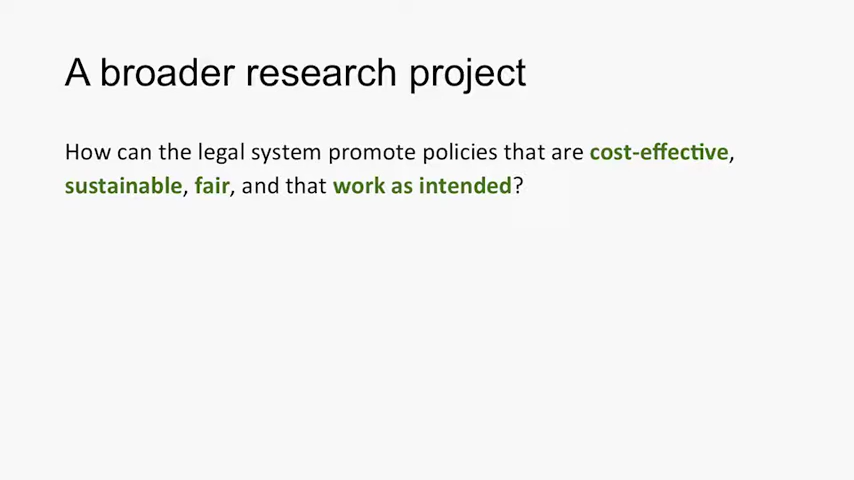 A broader research project
How can the legal system promote policies that are cost-effective,
sustainable, fair, and that work as intended?